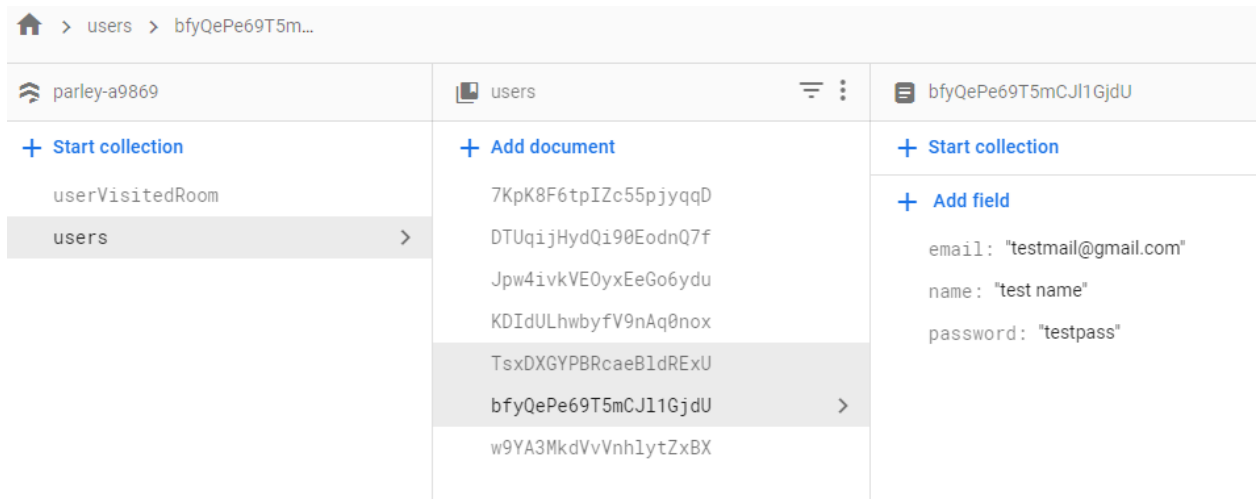 users > bfyQePe69T5m...
parley-a9869
+ Start collection
userVisitedRoom
users
users
+ Add document
7KpK8F6tpIZc55pjyqqD
DTUqijHydQi90EodnQ7f
Jpw4ivkVEOyxEeGo6ydu
KDIdULhwbyfV9nAq0nox
TsxDXGYPBRcaeBldRExU
bfyQePe69T5mCJl1GjdU
w9YA3MkdVvVnhlytZxBX
bfyQePe69T5mCJl1GjdU
+ Start collection
+ Add field
email: "testmail@gmail.com"
name: "test name"
password: "testpass"